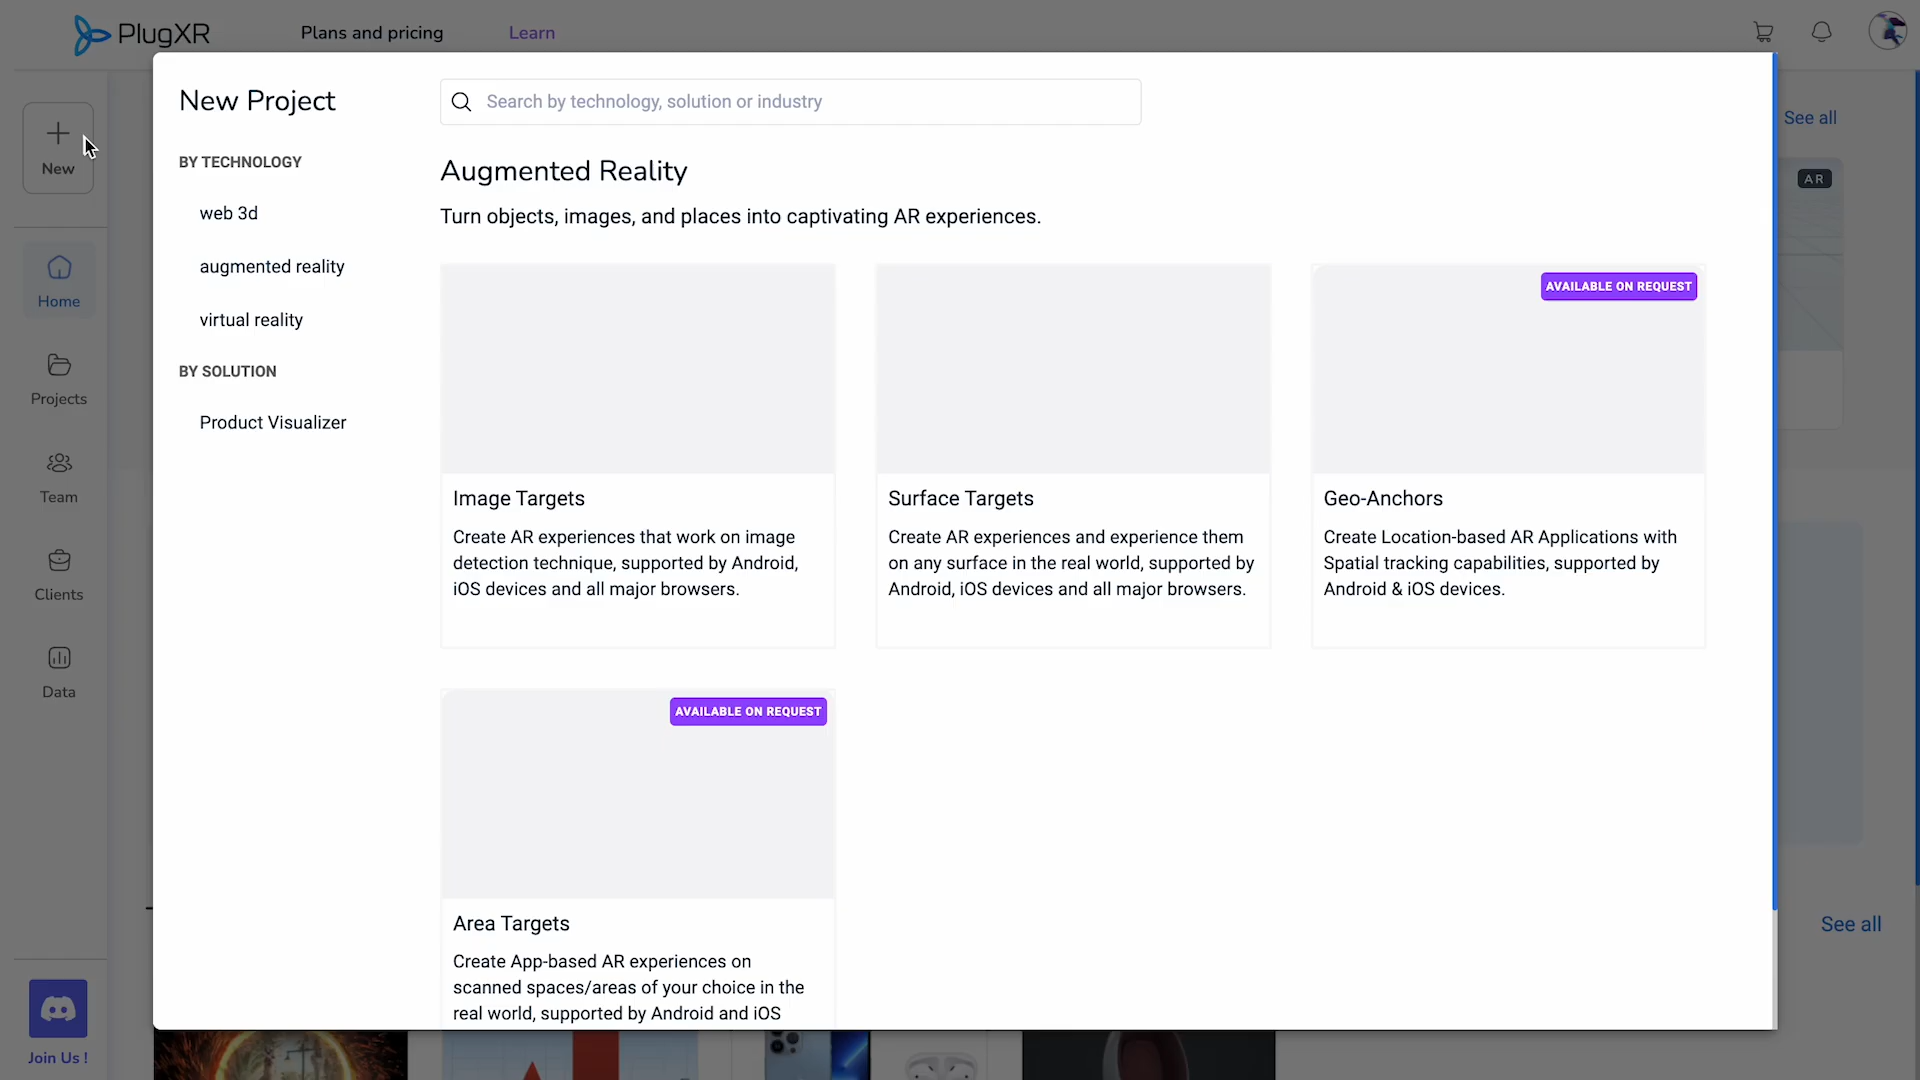 PlugXR
Plans and pricing
Learn
New
Home
Projects
Team
Clients
Data
Join Us !
New Project
BY TECHNOLOGY
web 3d
augmented reality
virtual reality
BY SOLUTION
Product Visualizer
Search by technology, solution or industry
Augmented Reality
Turn objects, images, and places into captivating AR experiences.
Image Targets
Create AR experiences that work on image
detection technique, supported by Android,
iOS devices and all major browsers.
Surface Targets
Create AR experiences and experience them
on any surface in the real world, supported by
Android, iOS devices and all major browsers.
AVAILABLE ON REQUEST
Geo-Anchors
Create Location-based AR Applications with
Spatial tracking capabilities, supported by
Android & iOS devices.
AVAILABLE ON REQUEST
Area Targets
Create App-based AR experiences on
scanned spaces/areas of your choice in the
real world, supported by Android and iOS
See all
AR
See all